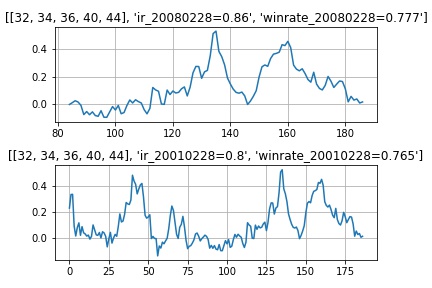 [[32, 34, 36, 40, 44], 'ir_20080228=0.86', 'winrate_20080228=0.777']
0.4
0.2
0.0
80 100 120 140 160 180
[[32, 34, 36, 40, 44], 'ir_20010228=0.8', 'winrate_20010228=0.765']
0.4
0.2
0.0
0 25 50 75 100 125 150 175